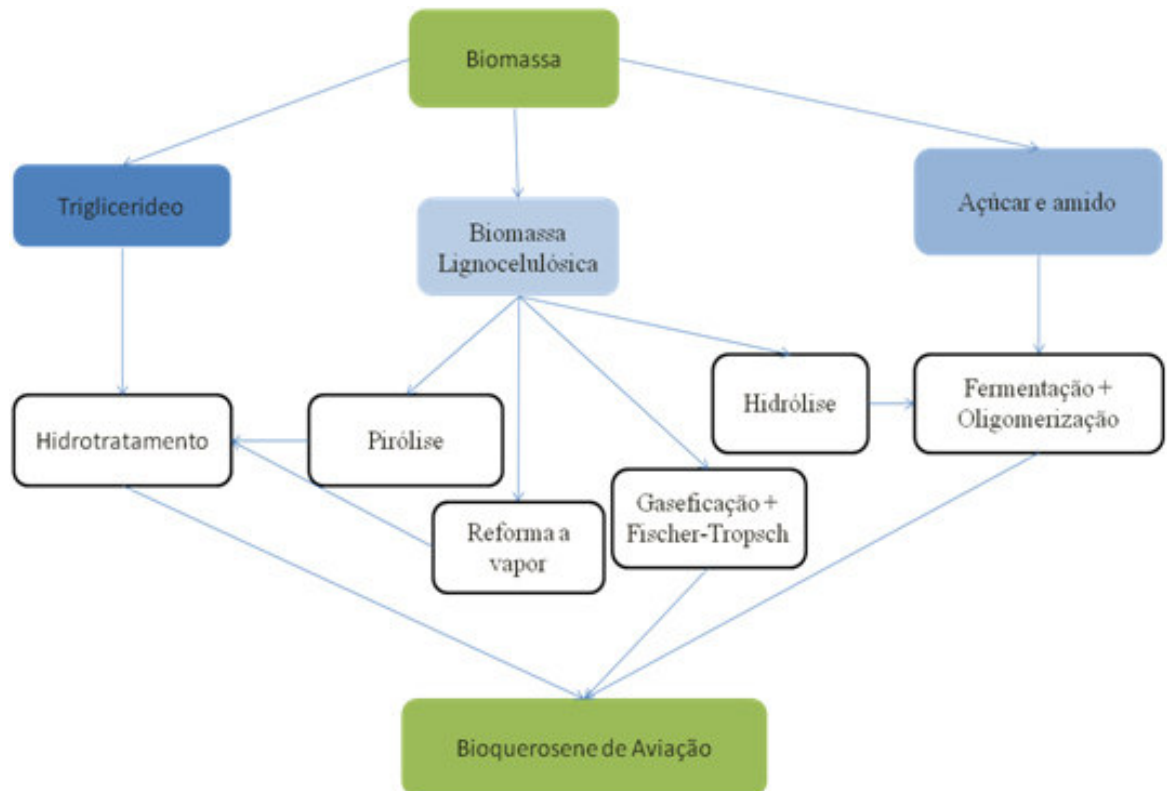 Biomassa
Triglicerideo
Biomassa
Lignocelulósica
Açúcar e amido
Hidrotratamento
Pirólise
Reforma a
vapor
Gaseficação +
Fischer-Tropsch
Hidrólise
Fermentação +
Oligomerização
Bioquerosene de Aviação